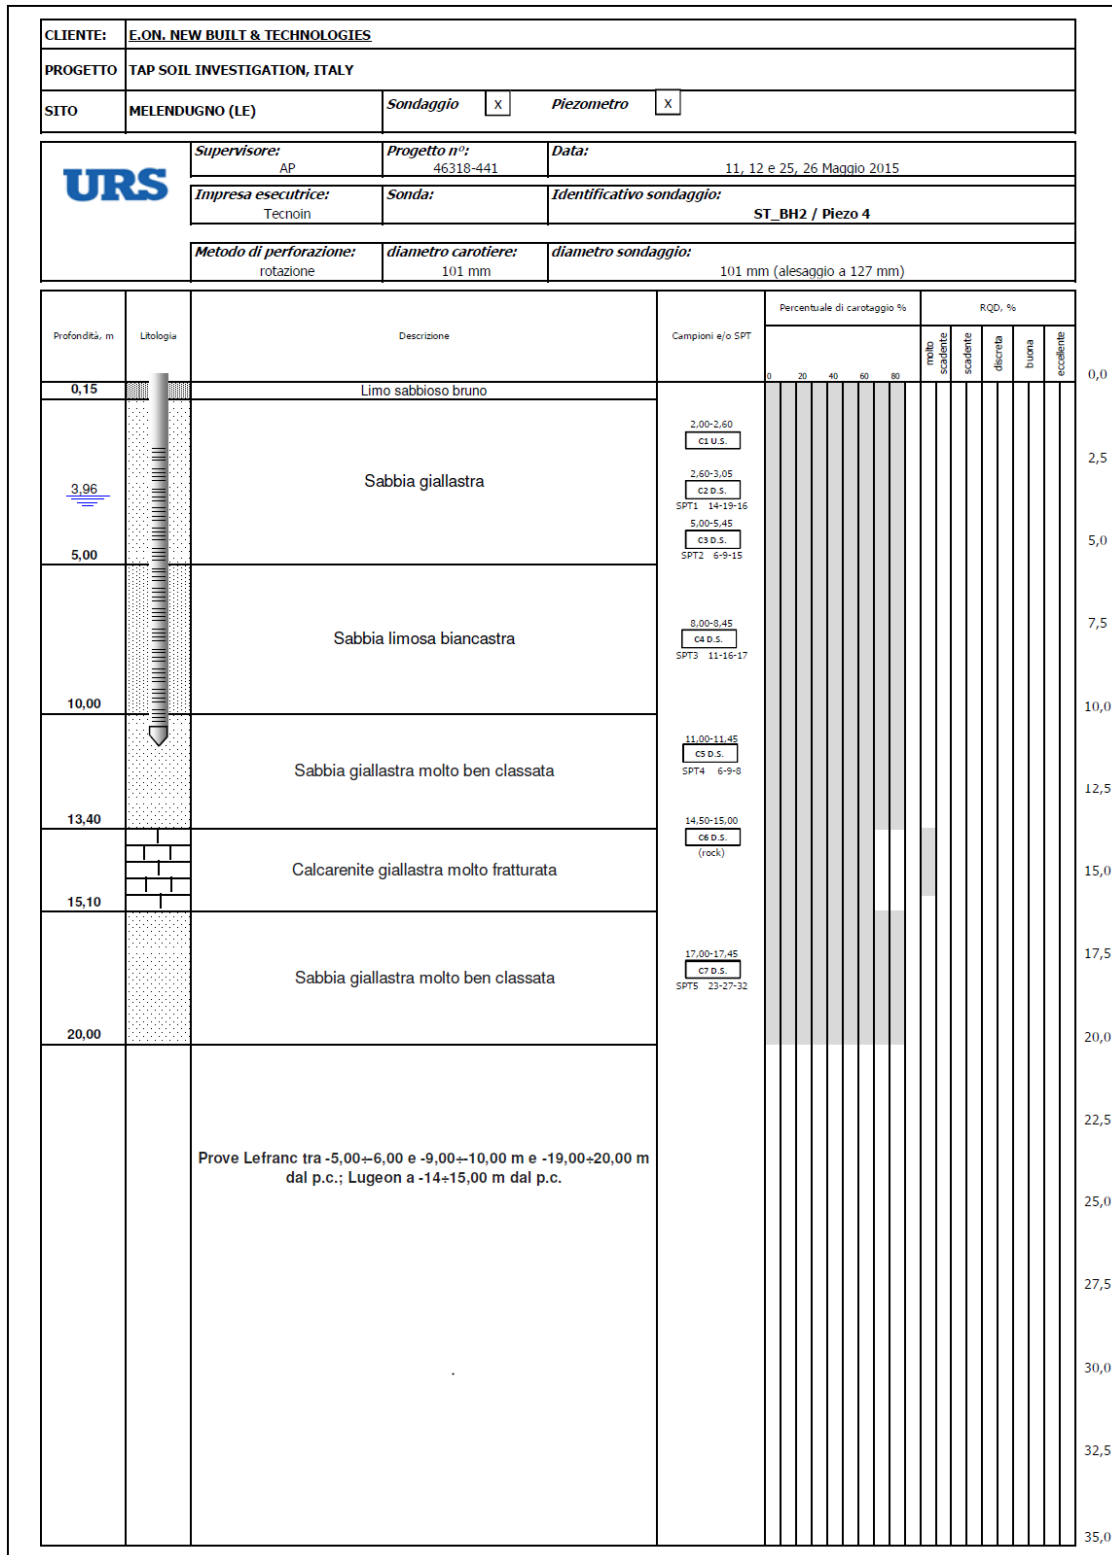 CLIENTE: E.ON. NEW BUILT & TECHNOLOGIES
PROGETTO TAP SOIL INVESTIGATION, ITALY
SITO MELENDUGNO (LE) Sondaggio X Piezometro X
URS
Supervisore: Progetto n°: Data:
AP 46318-441 11, 12 e 25, 26 Maggio 2015
Impresa esecutrice: Sonda: Identificativo sondaggio:
Tecnoin ST_BH2 / Piezo 4
Metodo di perforazione: diametro carotiere: diametro sondaggio:
rotazione 101 mm 101 mm (alesaggio a 127 mm)
Profondità, m Litologia Descrizione Campioni e/o SPT Percentuale di carotaggio % RQD, %
molto scadente scadente discreta buona eccellente
0 20 40 60 80 0,0
0,15 Limo sabbioso bruno
2,00-2,60
C1 U.S.
2,5
Sabbia giallastra 2,60-3,05
3,96 C2 D.S.
SPT1 14-19-16
5,00-5,45
C3 D.S. 5,0
5,00 SPT2 6-9-15
8,00-8,45 7,5
Sabbia limosa biancastra C4 D.S.
SPT3 11-16-17
10,00 10,0
11,00-11,45
C5 D.S.
Sabbia giallastra molto ben classata SPT4 6-9-8
12,5
13,40 14,50-15,00
C6 D.S.
(rock)
Calcarenite giallastra molto fratturata 15,0
15,10
17,00-17,45 17,5
C7 D.S.
Sabbia giallastra molto ben classata SPT5 23-27-32
20,00 20,0
22,5
Prove Lefranc tra -5,00÷-6,00 e -9,00÷-10,00 m e -19,00÷20,00 m
dal p.c.; Lugeon a -14÷15,00 m dal p.c.
25,0
27,5
30,0
32,5
35,0